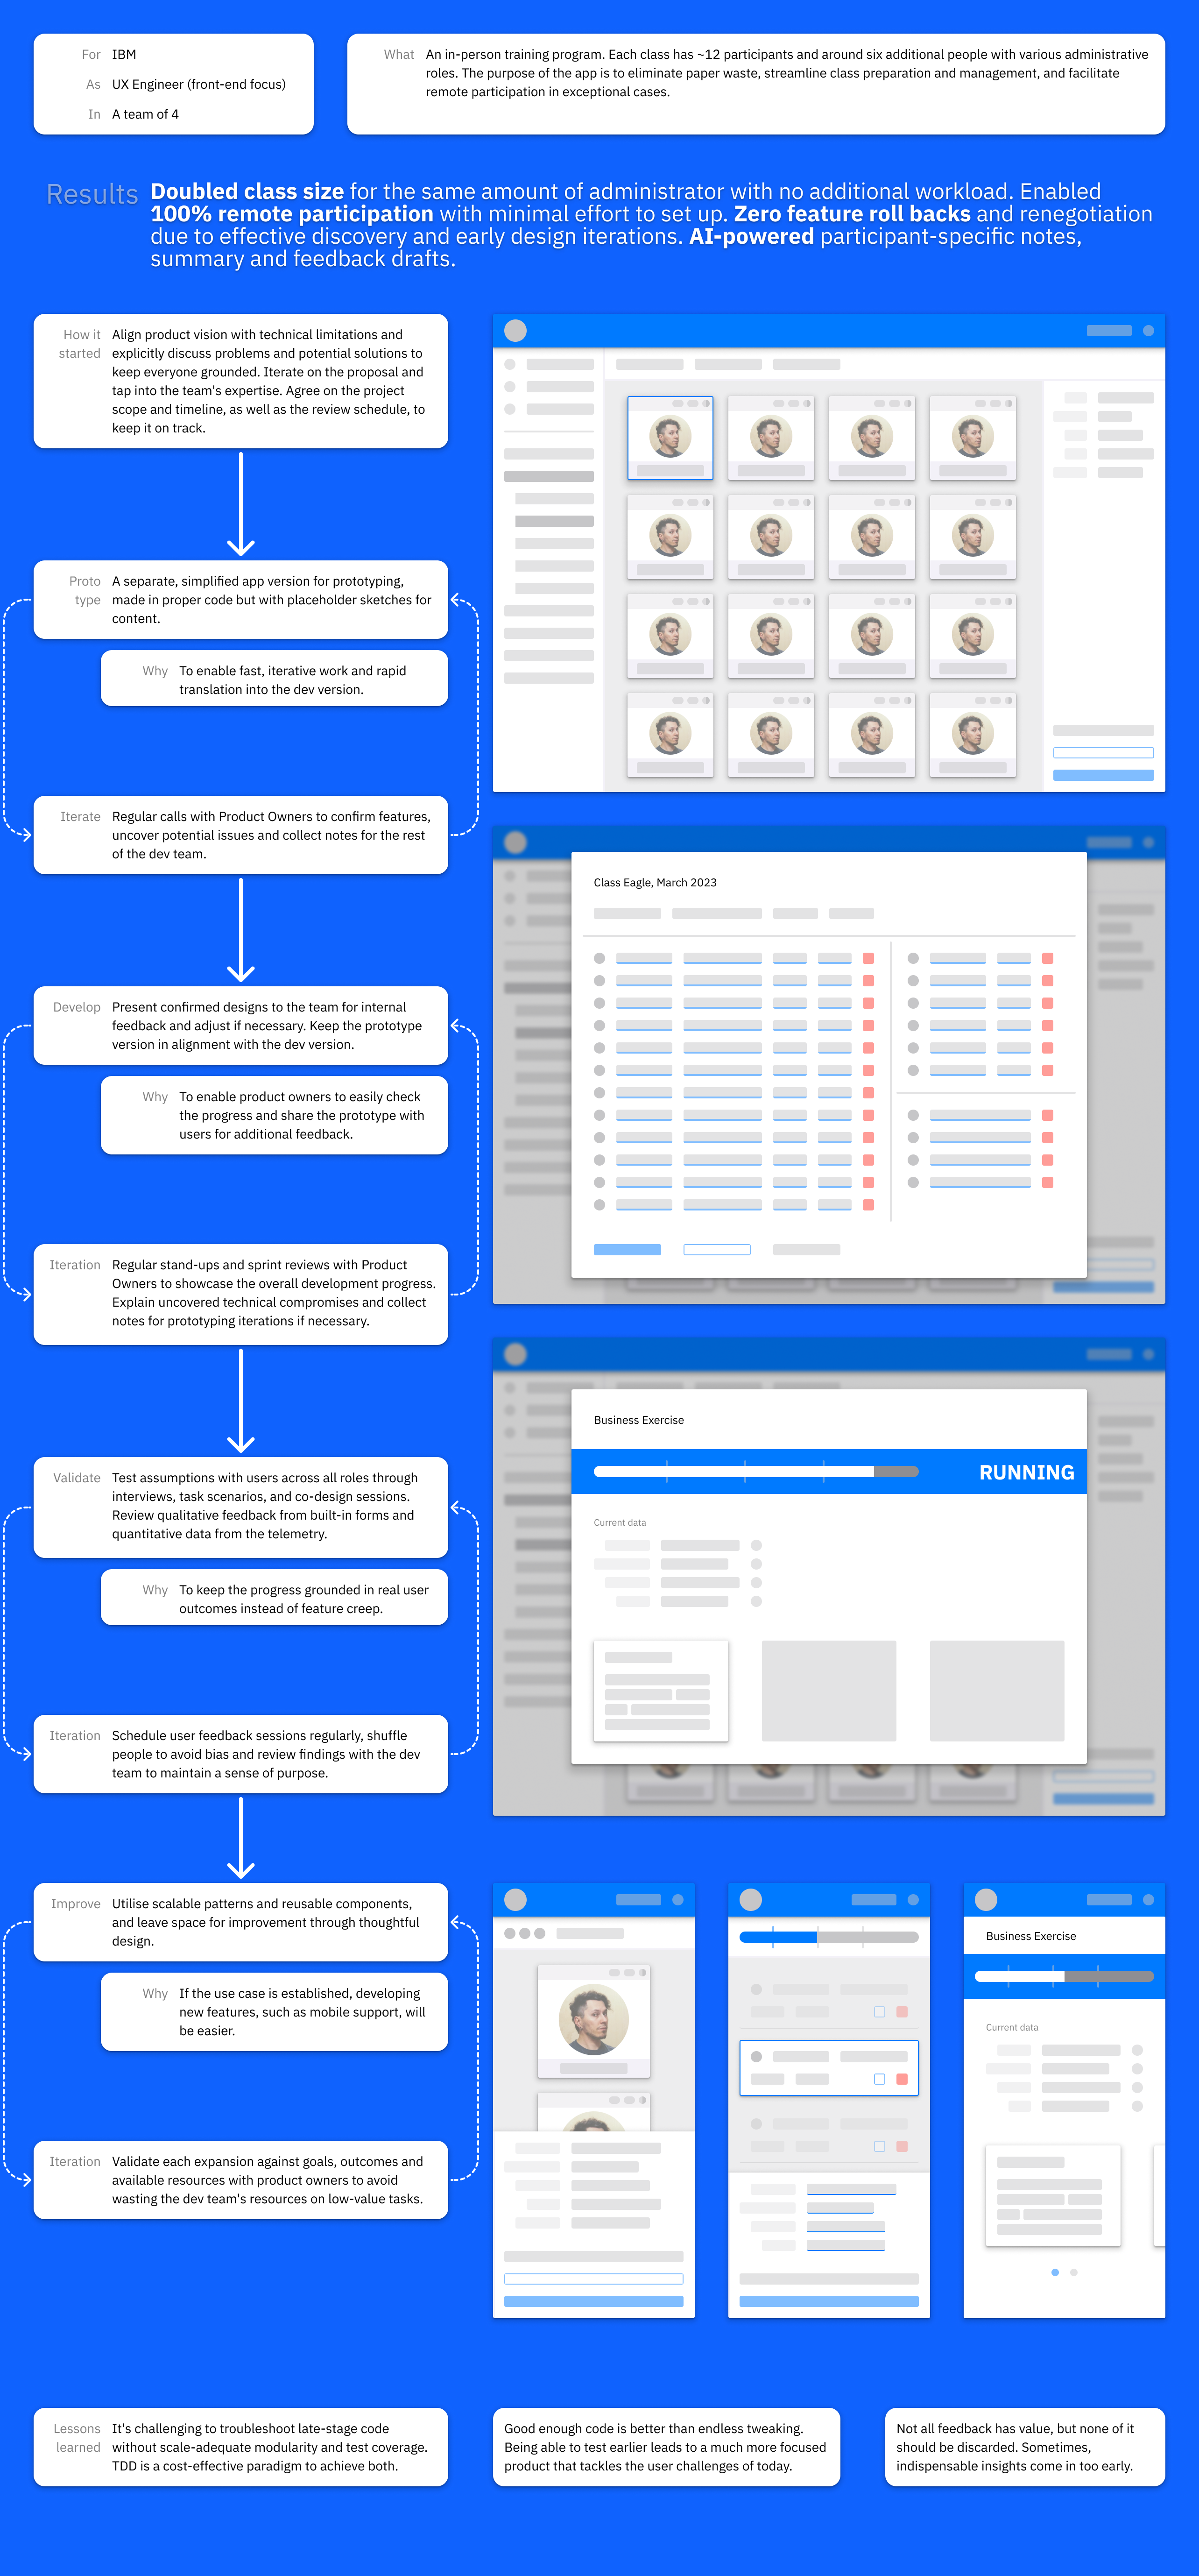 For IBM
As UX Engineer (front-end focus)
In A team of 4
What An in-person training program. Each class has ~12 participants and around six additional people with various administrative
roles. The purpose of the app is to eliminate paper waste, streamline class preparation and management, and facilitate
remote participation in exceptional cases.
Results Doubled class size for the same amount of administrator with no additional workload. Enabled
100% remote participation with minimal effort to set up. Zero feature roll backs and renegotiation
due to effective discovery and early design iterations. AI-powered participant-specific notes,
summary and feedback drafts.
How it Align product vision with technical limitations and
started explicitly discuss problems and potential solutions to
keep everyone grounded. Iterate on the proposal and
tap into the team's expertise. Agree on the project
scope and timeline, as well as the review schedule, to
keep it on track.
Proto A separate, simplified app version for prototyping,
type made in proper code but with placeholder sketches for
content.
Why To enable fast, iterative work and rapid
translation into the dev version.
Iterate Regular calls with Product Owners to confirm features,
uncover potential issues and collect notes for the rest
of the dev team.
Class Eagle, March 2023
Develop Present confirmed designs to the team for internal
feedback and adjust if necessary. Keep the prototype
version in alignment with the dev version.
Why To enable product owners to easily check
the progress and share the prototype with
users for additional feedback.
Iteration Regular stand-ups and sprint reviews with Product
Owners to showcase the overall development progress.
Explain uncovered technical compromises and collect
notes for prototyping iterations if necessary.
Business Exercise
RUNNING
Current data
Validate Test assumptions with users across all roles through
interviews, task scenarios, and co-design sessions.
Review qualitative feedback from built-in forms and
quantitative data from the telemetry.
Why To keep the progress grounded in real user
outcomes instead of feature creep.
Iteration Schedule user feedback sessions regularly, shuffle
people to avoid bias and review findings with the dev
team to maintain a sense of purpose.
Improve Utilise scalable patterns and reusable components,
and leave space for improvement through thoughtful
design.
Why If the use case is established, developing
new features, such as mobile support, will
be easier.
Iteration Validate each expansion against goals, outcomes and
available resources with product owners to avoid
wasting the dev team's resources on low-value tasks.
Business Exercise
Current data
Lessons It's challenging to troubleshoot late-stage code
learned without scale-adequate modularity and test coverage.
TDD is a cost-effective paradigm to achieve both.
Good enough code is better than endless tweaking.
Being able to test earlier leads to a much more focused
product that tackles the user challenges of today.
Not all feedback has value, but none of it
should be discarded. Sometimes,
indispensable insights come in too early.